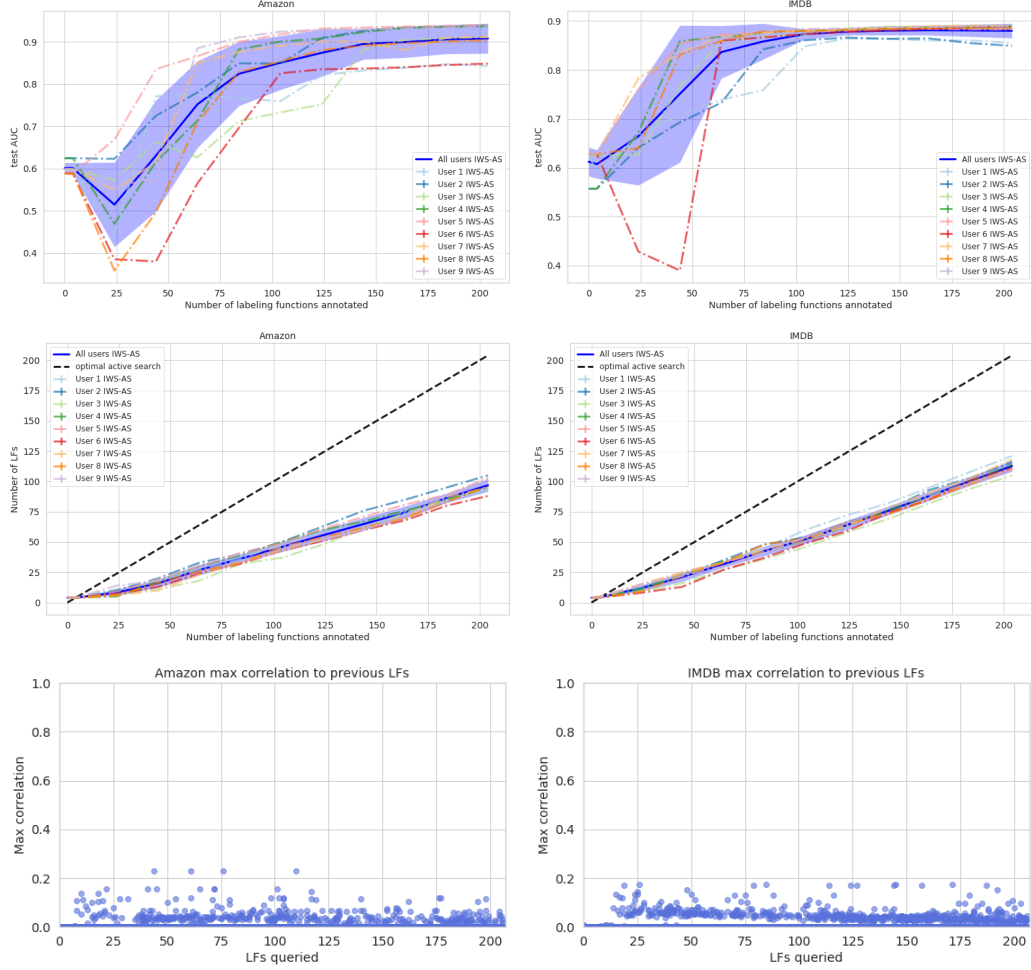 Amazon
test AUC
0.9
0.8
0.7
0.6
0.5
0.4
All users IWS-AS
User 1 IWS-AS
User 2 IWS-AS
User 3 IWS-AS
User 4 IWS-AS
User 5 IWS-AS
User 6 IWS-AS
User 7 IWS-AS
User 8 IWS-AS
User 9 IWS-AS
0 25 50 75 100 125 150 175 200
Number of labeling functions annotated
IMDB
test AUC
0.9
0.8
0.7
0.6
0.5
0.4
All users IWS-AS
User 1 IWS-AS
User 2 IWS-AS
User 3 IWS-AS
User 4 IWS-AS
User 5 IWS-AS
User 6 IWS-AS
User 7 IWS-AS
User 8 IWS-AS
User 9 IWS-AS
0 25 50 75 100 125 150 175 200
Number of labeling functions annotated
Amazon
Number of LFs
200
175
150
125
100
75
50
25
0
All users IWS-AS
optimal active search
User 1 IWS-AS
User 2 IWS-AS
User 3 IWS-AS
User 4 IWS-AS
User 5 IWS-AS
User 6 IWS-AS
User 7 IWS-AS
User 8 IWS-AS
User 9 IWS-AS
0 25 50 75 100 125 150 175 200
Number of labeling functions annotated
IMDB
Number of LFs
200
175
150
125
100
75
50
25
0
All users IWS-AS
optimal active search
User 1 IWS-AS
User 2 IWS-AS
User 3 IWS-AS
User 4 IWS-AS
User 5 IWS-AS
User 6 IWS-AS
User 7 IWS-AS
User 8 IWS-AS
User 9 IWS-AS
0 25 50 75 100 125 150 175 200
Number of labeling functions annotated
Amazon max correlation to previous LFs
Max correlation
1.0
0.8
0.6
0.4
0.2
0.0
0 25 50 75 100 125 150 175 200
LFs queried
IMDB max correlation to previous LFs
Max correlation
1.0
0.8
0.6
0.4
0.2
0.0
0 25 50 75 100 125 150 175 200
LFs queried